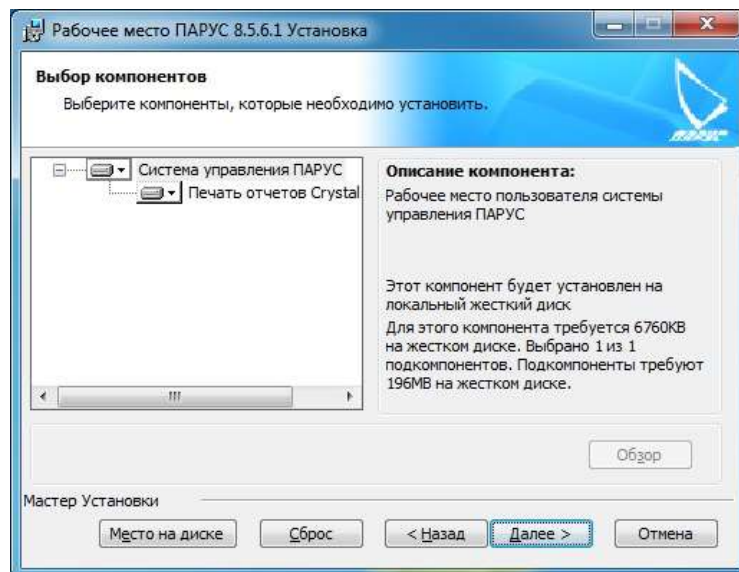 Рабочее место ПАРУС 8.5.6.1 Установка
Выбор компонентов
Выберите компоненты, которые необходимо установить.
ПАРУС
Система управления ПАРУС
Печать отчетов Crystal
Описание компонента:
Рабочее место пользователя системы
управления ПАРУС
Этот компонент будет установлен на
локальный жесткий диск
Для этого компонента требуется 6760KB
на жестком диске. Выбрано 1 из 1
подкомпонентов. Подкомпоненты требуют
196MB на жестком диске.
Обзор
Мастер Установки
Место на диске
Сброс
< Назад
Далее >
Отмена